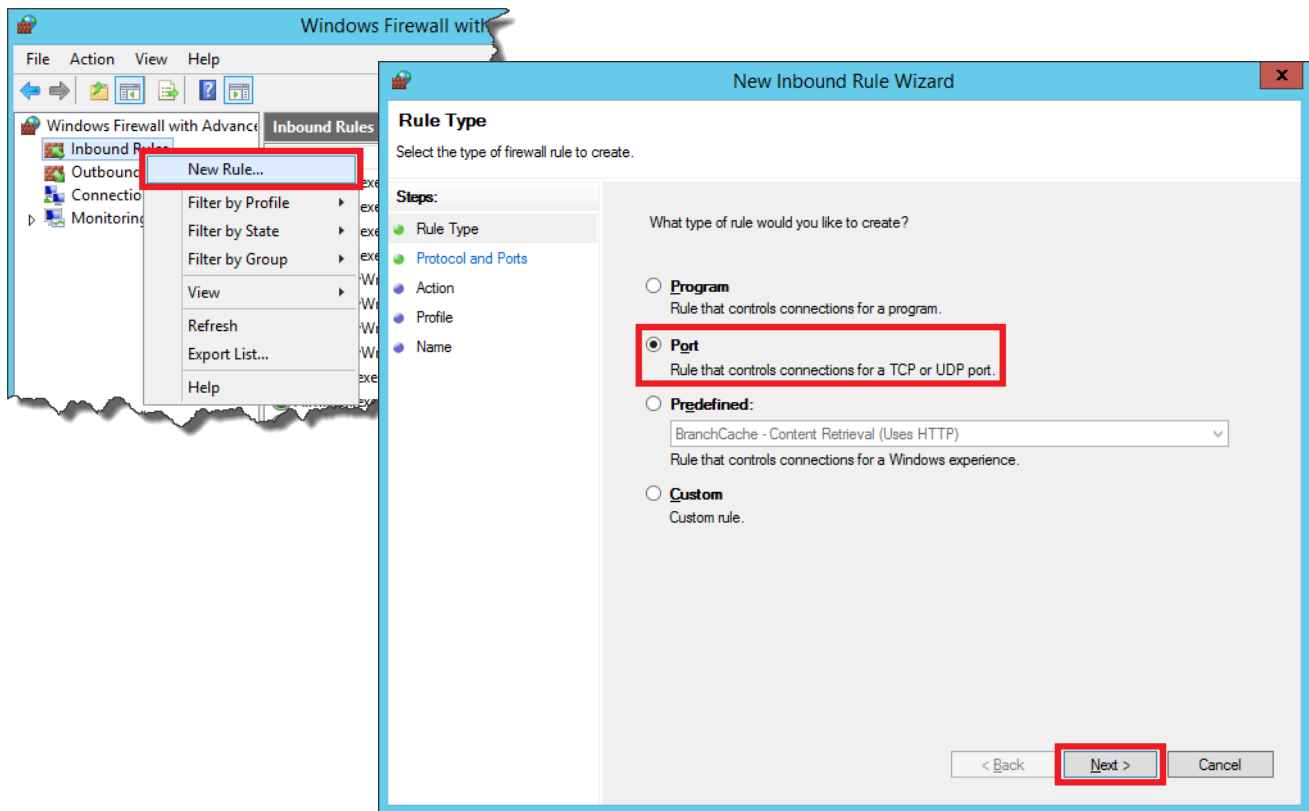 Windows Firewall with
File Action View Help
Windows Firewall with Advance
Inbound Rules
Outbound
Connectio
Monitoring
Inbound Rules
New Rule...
Filter by Profile
Filter by State
Filter by Group
View
Refresh
Export List...
Help
New Inbound Rule Wizard
x
Rule Type
Select the type of firewall rule to create.
Steps:
Rule Type
Protocol and Ports
Action
Profile
Name
What type of rule would you like to create?
Program
Rule that controls connections for a program.
Port
Rule that controls connections for a TCP or UDP port.
Predefined:
BranchCache - Content Retrieval (Uses HTTP)
Rule that controls connections for a Windows experience.
Custom
Custom rule.
< Back Next > Cancel